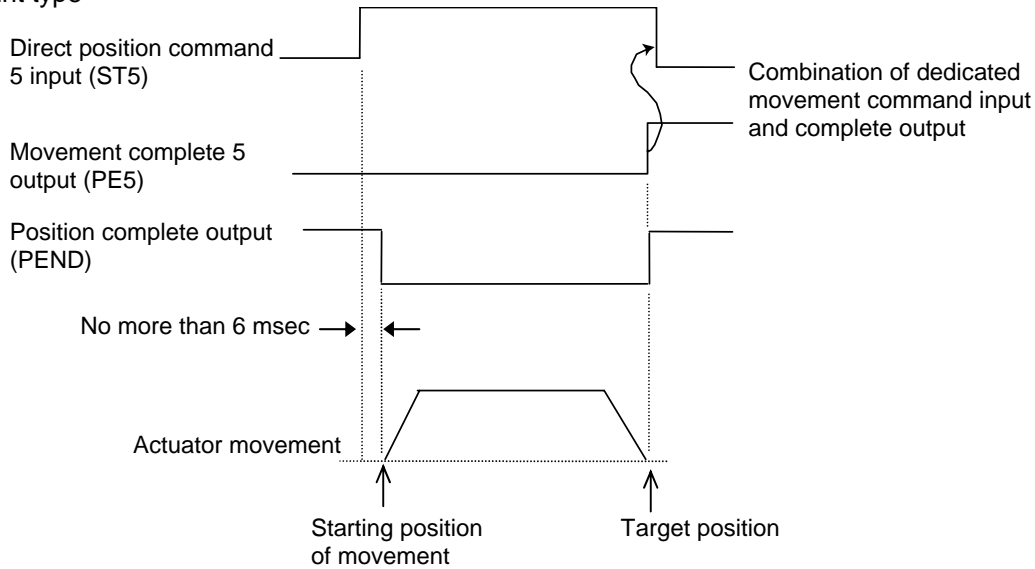 type
Direct position command
5 input (ST5)
Combination of dedicated
movement command input
and complete output
Movement complete 5
output (PE5)
Position complete output
(PEND)
No more than 6 msec
Actuator movement
Starting position
of movement
Target position